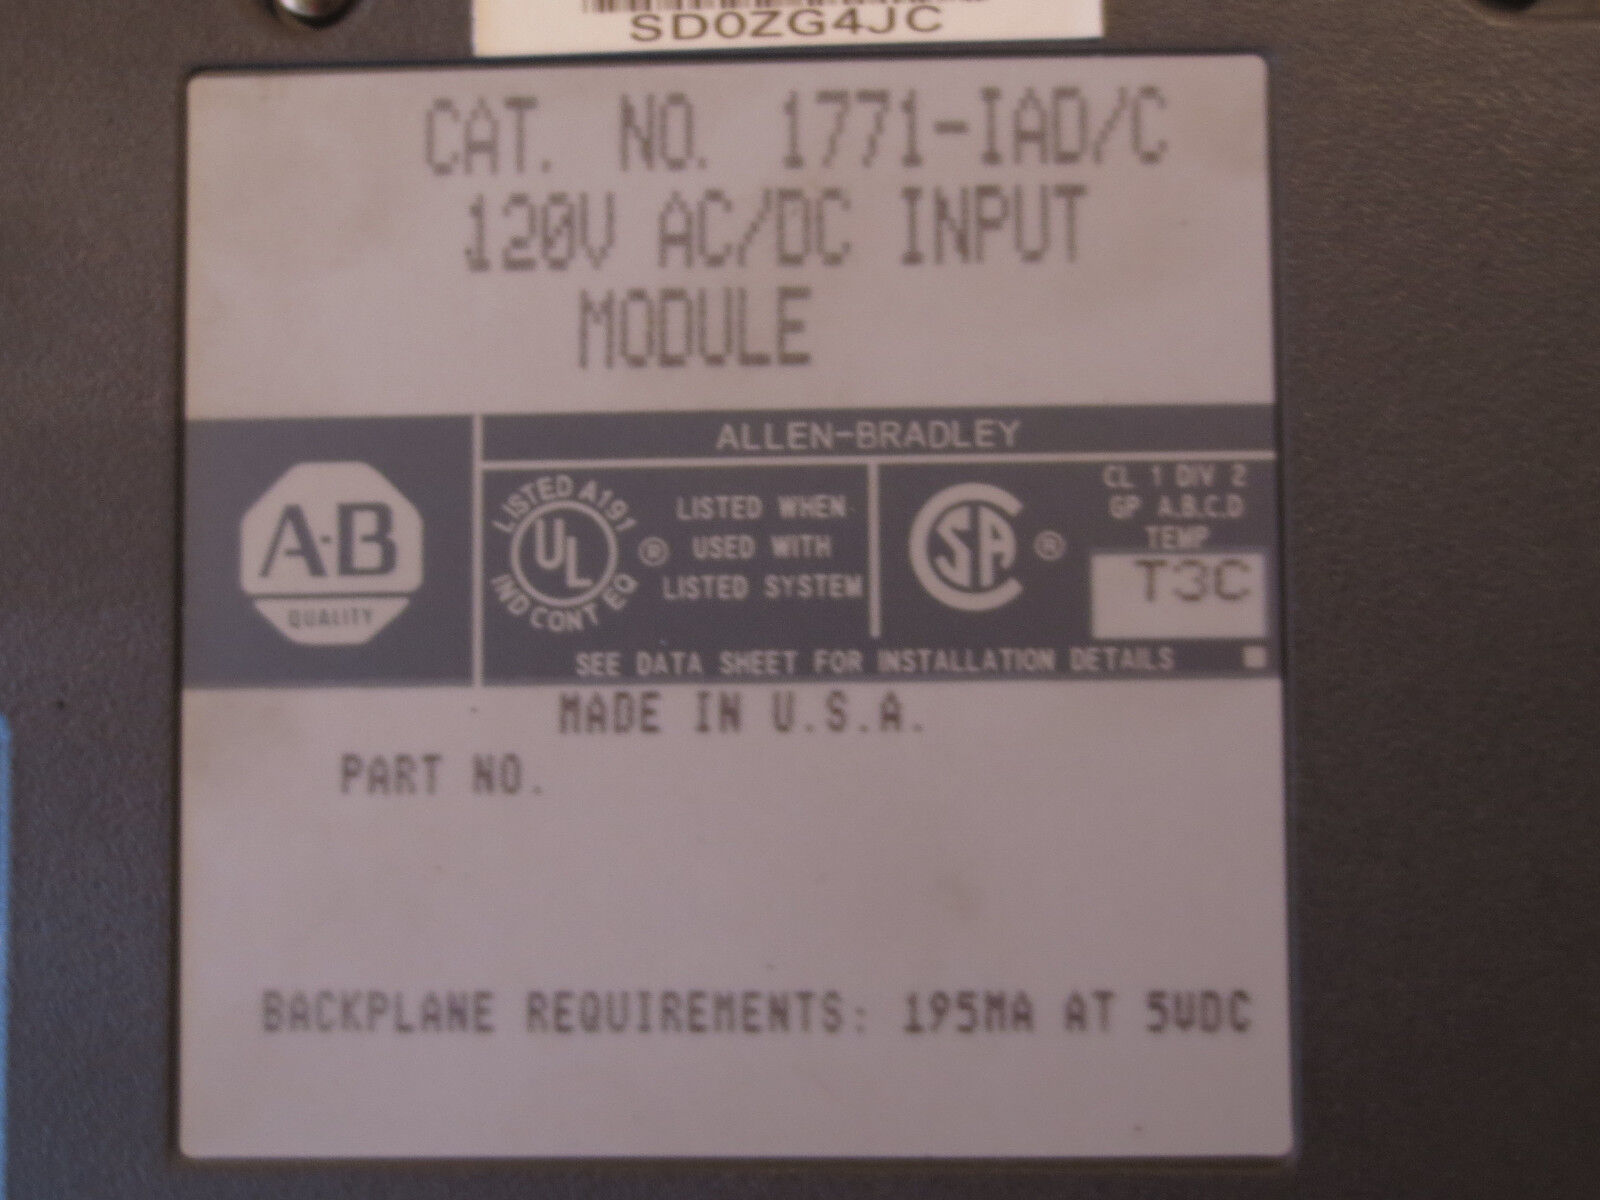 SD0ZG4JC
CAT. NO. 1771-IAD/C
120V AC/DC INPUT
MODULE
ALLEN-BRADLEY
A-B
QUALITY
LISTED A191
UL ®
IND CONT EQ
LISTED WHEN
USED WITH
LISTED SYSTEM
SA ®
CL 1 DIV 2
GP A.B.C.D
TEMP
T3C
SEE DATA SHEET FOR INSTALLATION DETAILS
MADE IN U.S.A.
PART NO.
BACKPLANE REQUIREMENTS: 195MA AT 5VDC